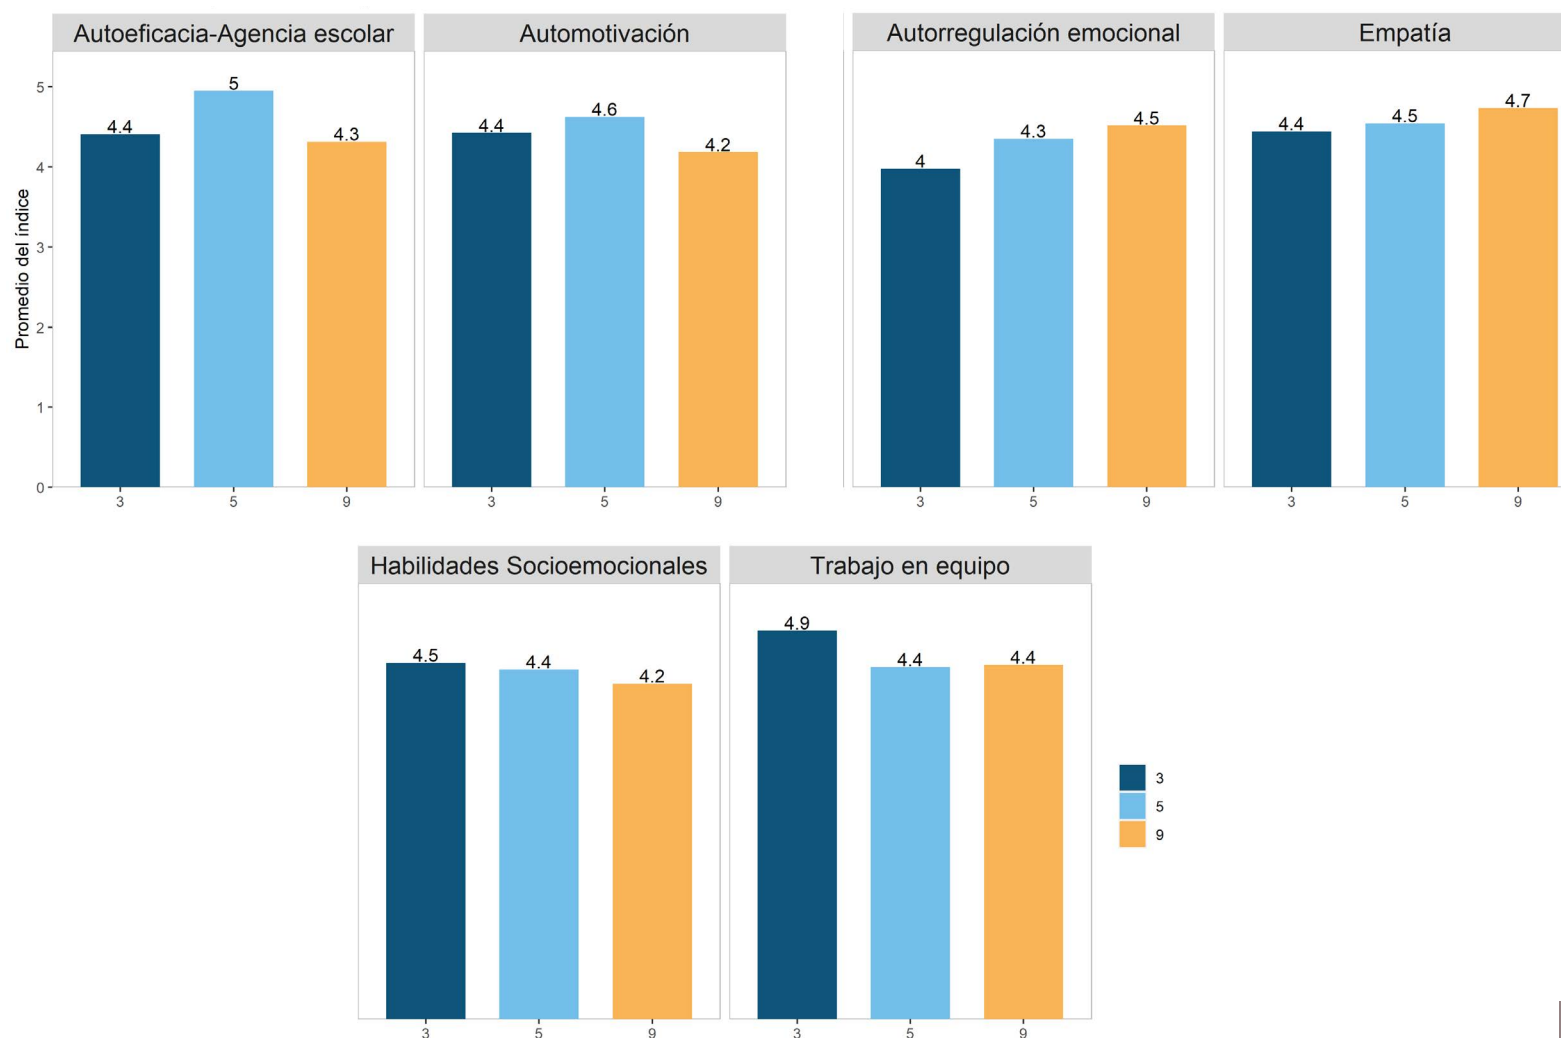 Autoeficacia-Agencia escolar
Automotivación
Autorregulación emocional
Empatía
Promedio del índice
5
4
3
2
1
0
4.4
5
4.3
4.4
4.6
4.2
4
4.3
4.5
4.4
4.5
4.7
3 5 9
3 5 9
3 5 9
3 5 9
Habilidades Socioemocionales
Trabajo en equipo
4.5
4.4
4.2
4.9
4.4
4.4
3 5 9
3 5 9
3
5
9